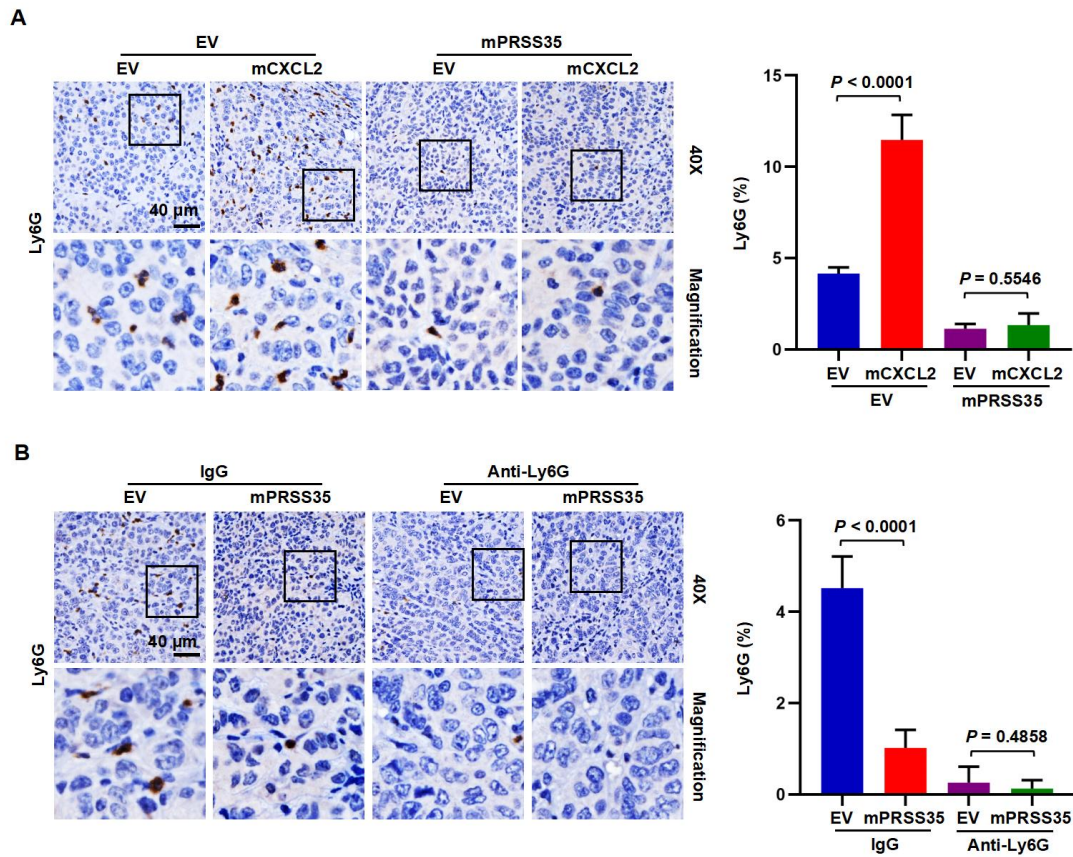 A
EV
mPRSS35
EV
mCXCL2
EV
mCXCL2
Ly6G
40 µm
40X
Magnification
15
10
5
0
Ly6G (%)
P < 0.0001
P = 0.5546
EV mCXCL2 EV mCXCL2
EV
mPRSS35
B
IgG
Anti-Ly6G
EV
mPRSS35
EV
mPRSS35
Ly6G
40 µm
40X
Magnification
6
4
2
0
Ly6G (%)
P < 0.0001
P = 0.4858
EV mPRSS35 EV mPRSS35
IgG
Anti-Ly6G